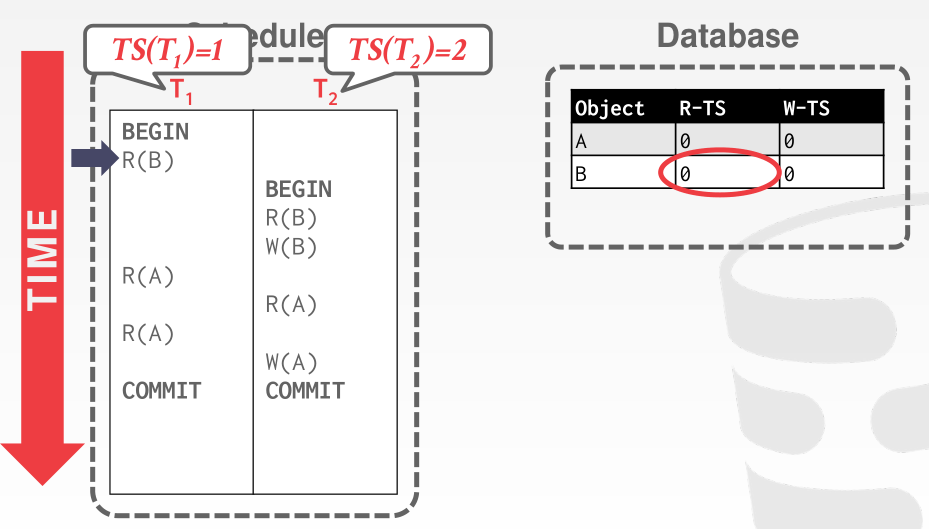 Schedule
TS(T1)=1
TS(T2)=2
Database
T1
T2
Object R-TS W-TS
A 0 0
B 0 0
BEGIN
R(B)
BEGIN
R(B)
W(B)
R(A)
R(A)
R(A)
W(A)
COMMIT COMMIT
TIME